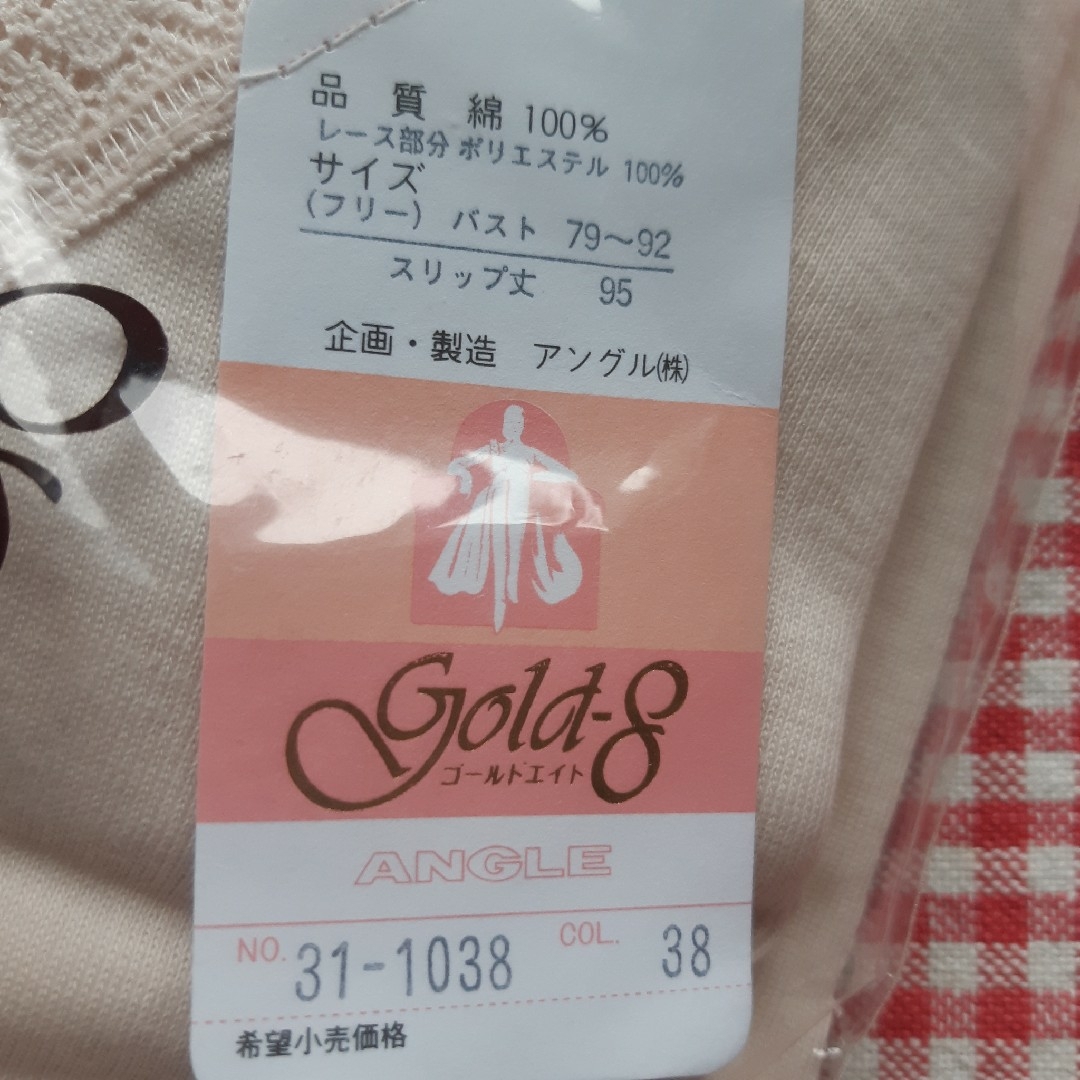 品 質 綿 100%
レース部分 ポリエステル 100%
サイズ
(フリー) バスト 79〜92
スリップ丈 95
企画・製造 アングル㈱
Gold-8
ゴールドエイト
ANGLE
NO. 31-1038 COL. 38
希望小売価格